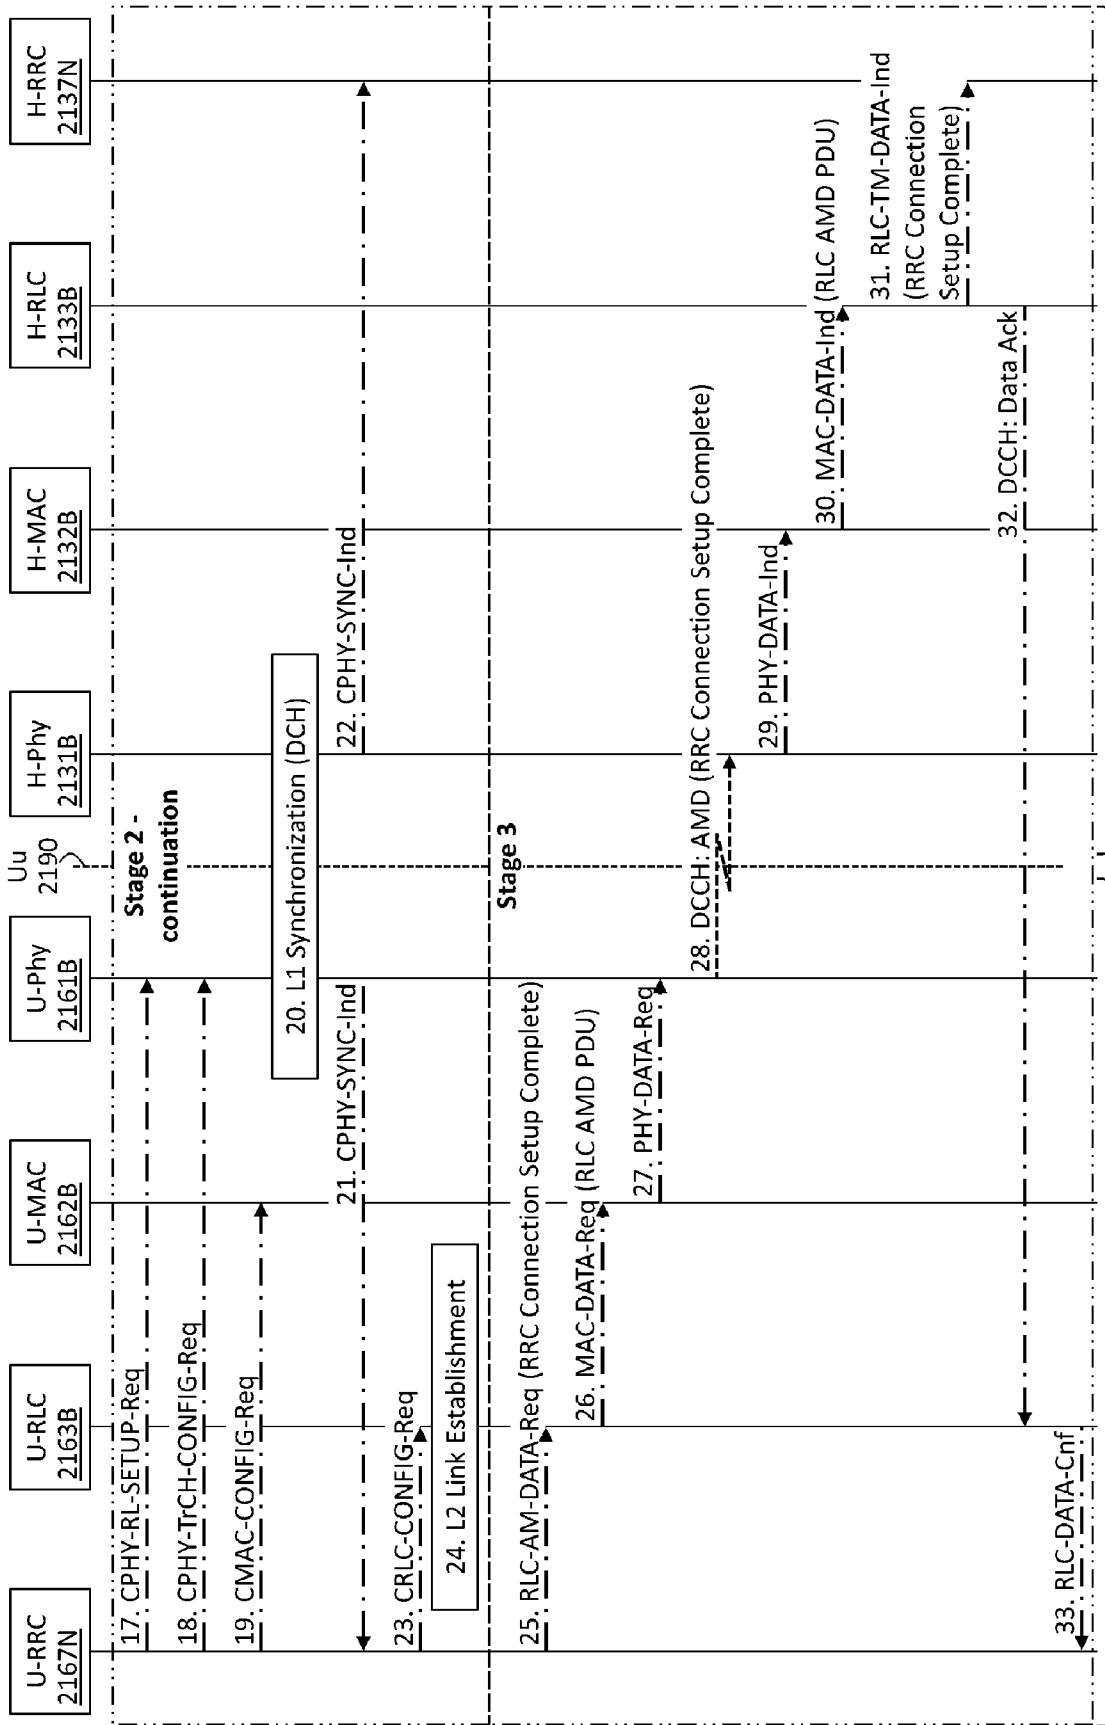 U-RRC
2167N
U-RLC
2163B
U-MAC
2162B
U-Phy
2161B
Uu
2190
H-Phy
2131B
H-MAC
2132B
H-RLC
2133B
H-RRC
2137N
Stage 2 -
continuation
17. CPHY-RL-SETUP-Req
18. CPHY-TrCH-CONFIG-Req
19. CMAC-CONFIG-Req
20. L1 Synchronization (DCH)
21. CPHY-SYNC-Ind
22. CPHY-SYNC-Ind
23. CRLC-CONFIG-Req
24. L2 Link Establishment
Stage 3
25. RLC-AM-DATA-Req (RRC Connection Setup Complete)
26. MAC-DATA-Req (RLC AMD PDU)
27. PHY-DATA-Req
28. DCCH: AMD (RRC Connection Setup Complete)
29. PHY-DATA-Ind
30. MAC-DATA-Ind (RLC AMD PDU)
31. RLC-TM-DATA-Ind
(RRC Connection
Setup Complete)
32. DCCH: Data Ack
33. RLC-DATA-Cnf